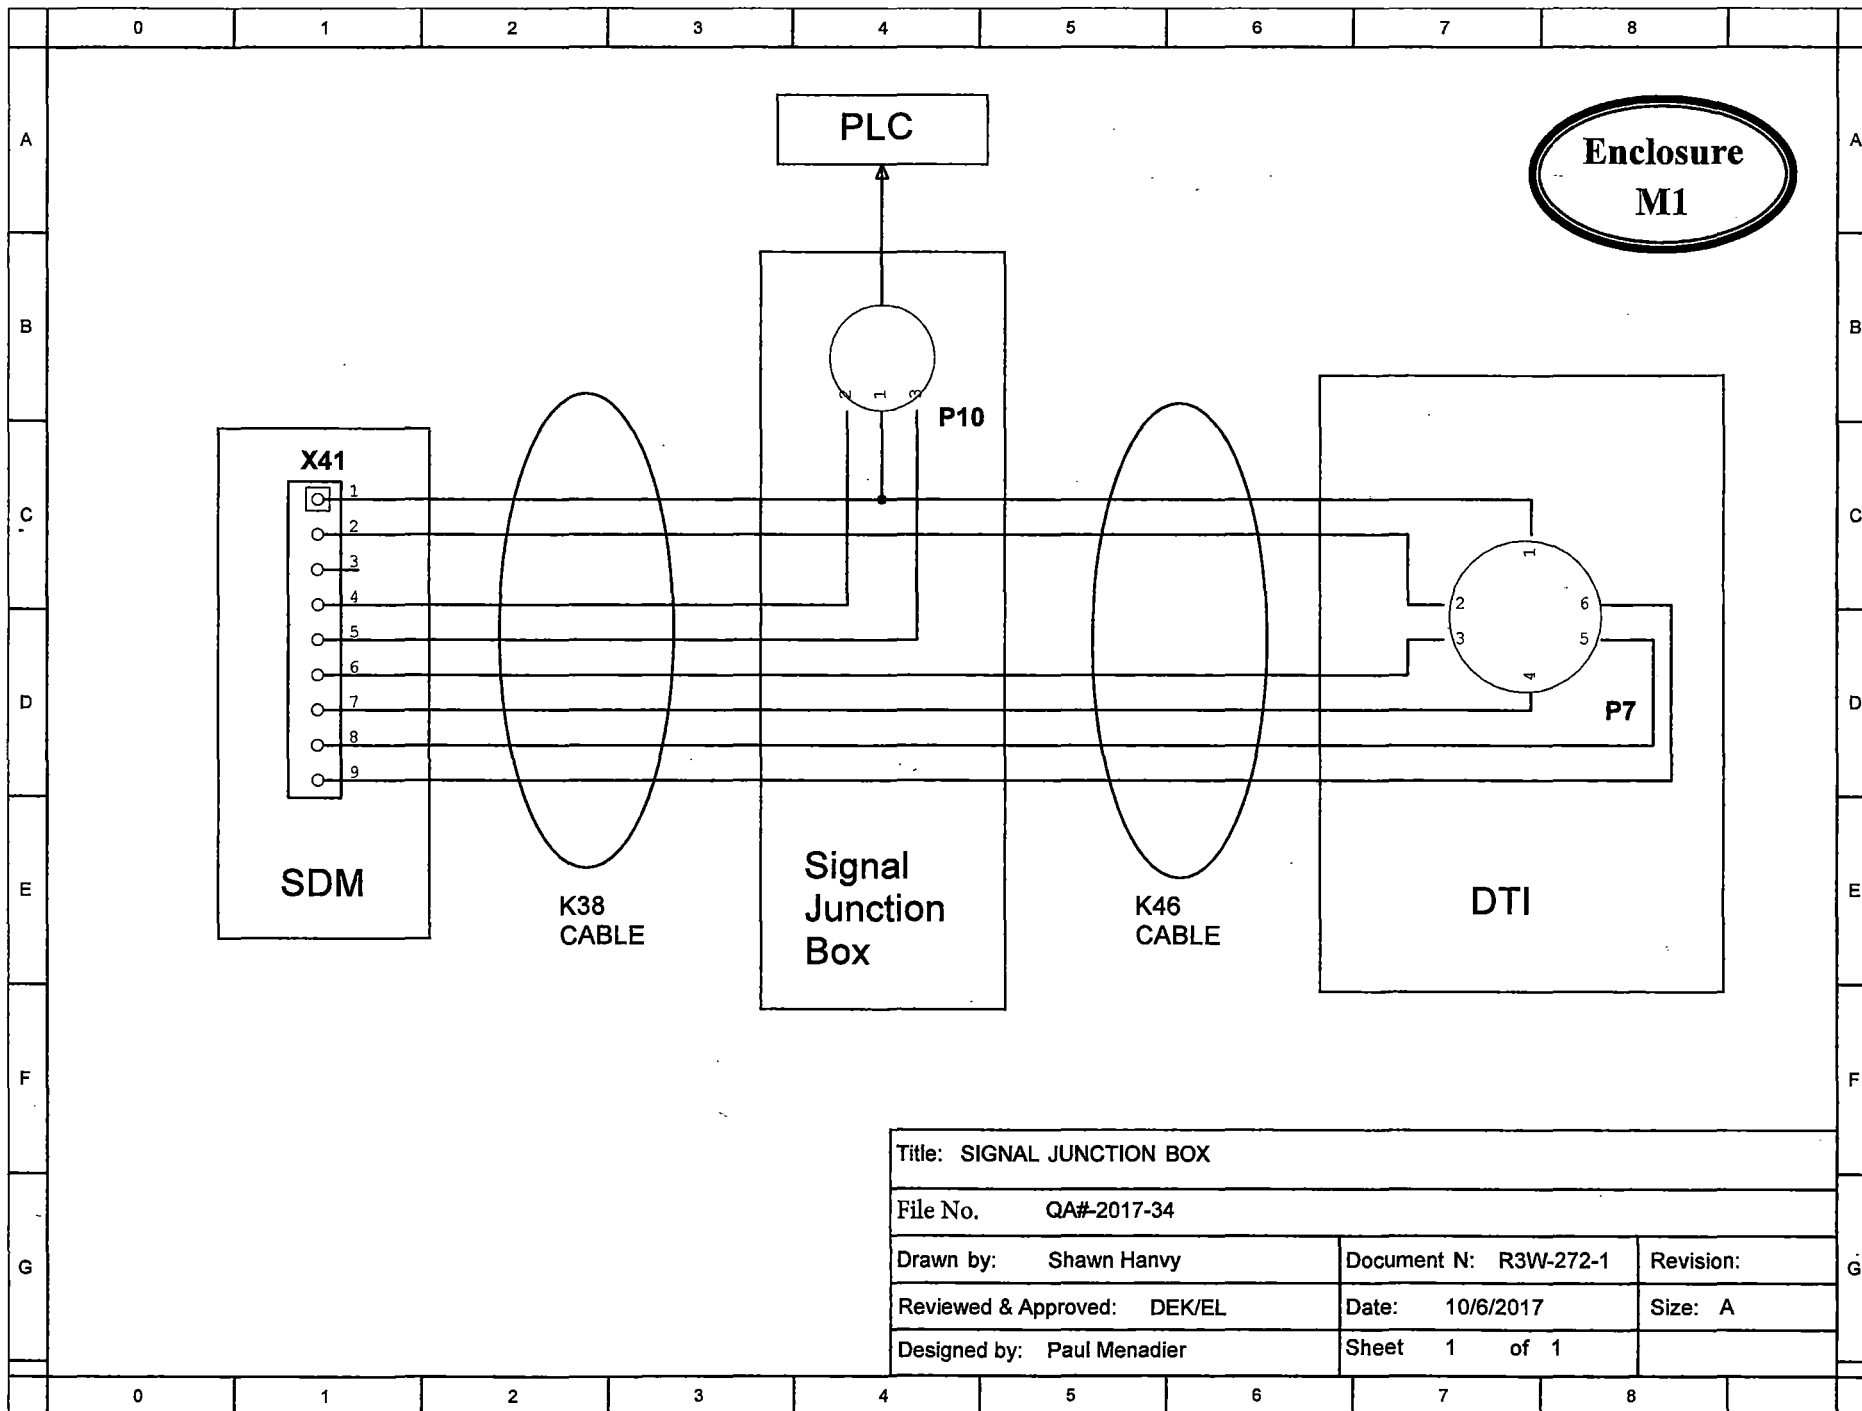 0 1 2 3 4 5 6 7 8
A A
PLC
Enclosure
M1
B B
P10
2 1 3
X41
1
2
3
4
5
6
7
8
9
C C
1
2
3
4
5
6
P7
D D
SDM
K38
CABLE
Signal
Junction
Box
K46
CABLE
DTI
E E
F F
Title: SIGNAL JUNCTION BOX
File No. QA#-2017-34
Drawn by: Shawn Hanvy Document N: R3W-272-1 Revision:
Reviewed & Approved: DEK/EL Date: 10/6/2017 Size: A
Designed by: Paul Menadier Sheet 1 of 1
G G
0 1 2 3 4 5 6 7 8